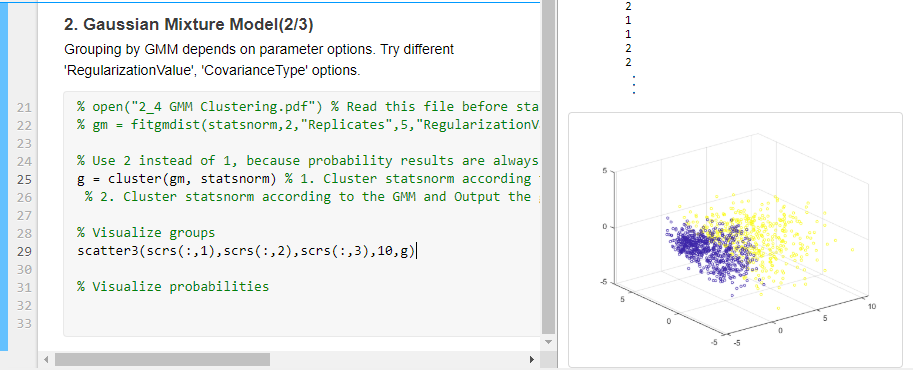 2. Gaussian Mixture Model(2/3)
Grouping by GMM depends on parameter options. Try different
'RegularizationValue', 'CovarianceType' options.
21 % open("2_4 GMM Clustering.pdf") % Read this file before sta
22 % gm = fitgmdist(statsnorm,2,"Replicates",5,"RegularizationV
23
24 % Use 2 instead of 1, because probability results are always
25 g = cluster(gm, statsnorm) % 1. Cluster statsnorm according
26 % 2. Cluster statsnorm according to the GMM and Output the
27
28 % Visualize groups
29 scatter3(scrs(:,1),scrs(:,2),scrs(:,3),10,g)
30
31 % Visualize probabilities
32
33
2
1
1
2
2
5
0
-5
5
0
-5
-5
0
5
10